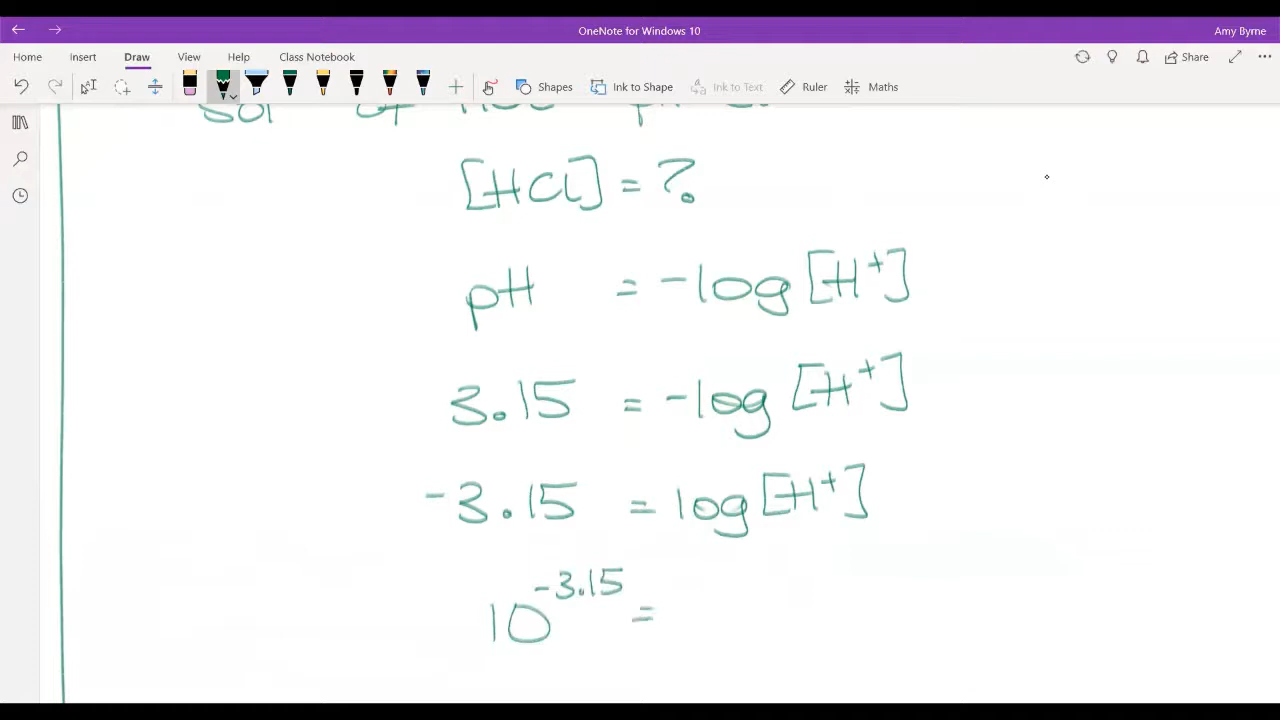 OneNote for Windows 10
Amy Byrne
Home Insert Draw View Help Class Notebook
Share
Shapes Ink to Shape Ink to Text Ruler Maths
[HCl] = ?
pH = -log [H⁺]
3.15 = -log [H⁺]
-3.15 = log [H⁺]
10⁻³·¹⁵ =